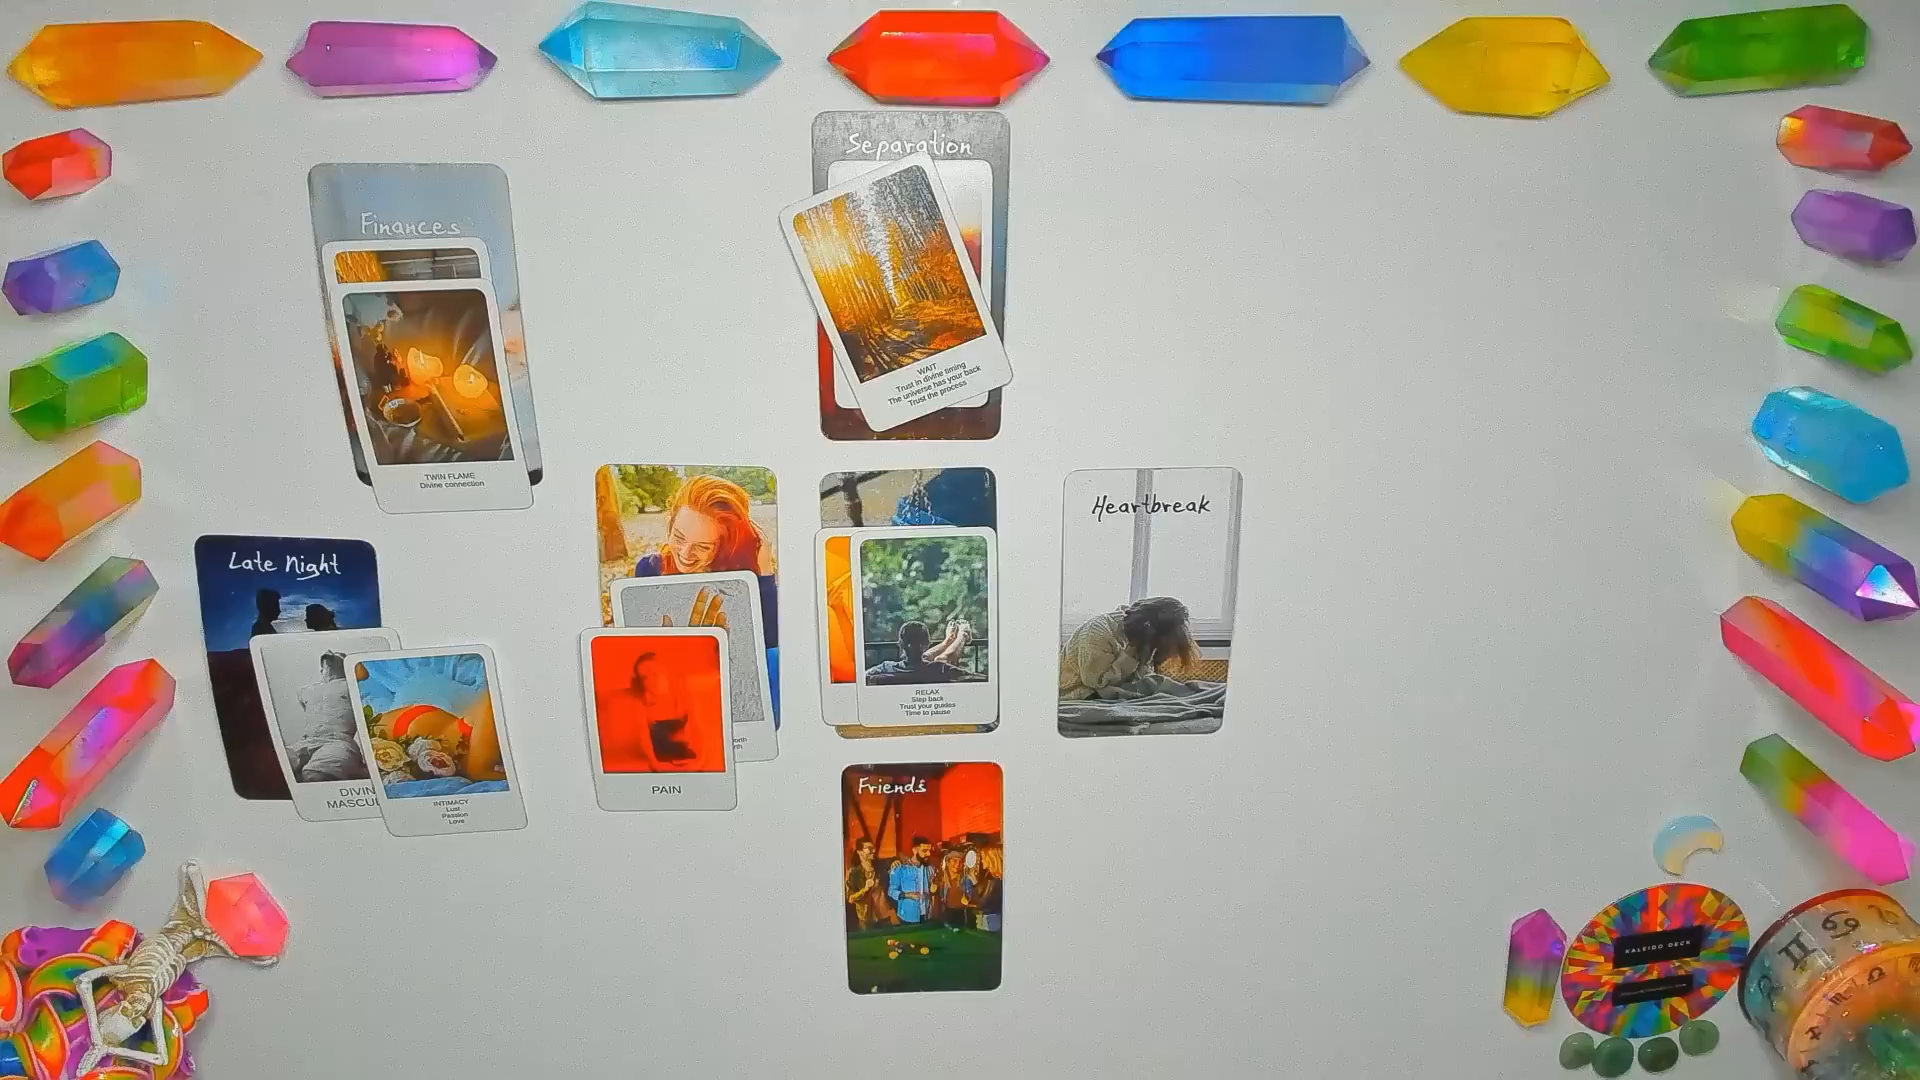 Separation
WAIT
Trust in divine timing
The universe has your back
Trust the process
Finances
TWIN FLAME
Divine connection
Late Night
DIVIN
MASCU
INTIMACY
Lust
Passion
Love
PAIN
RELAX
Step back
Trust your guides
Time to pause
Heartbreak
Friends
KALEIDO DECK